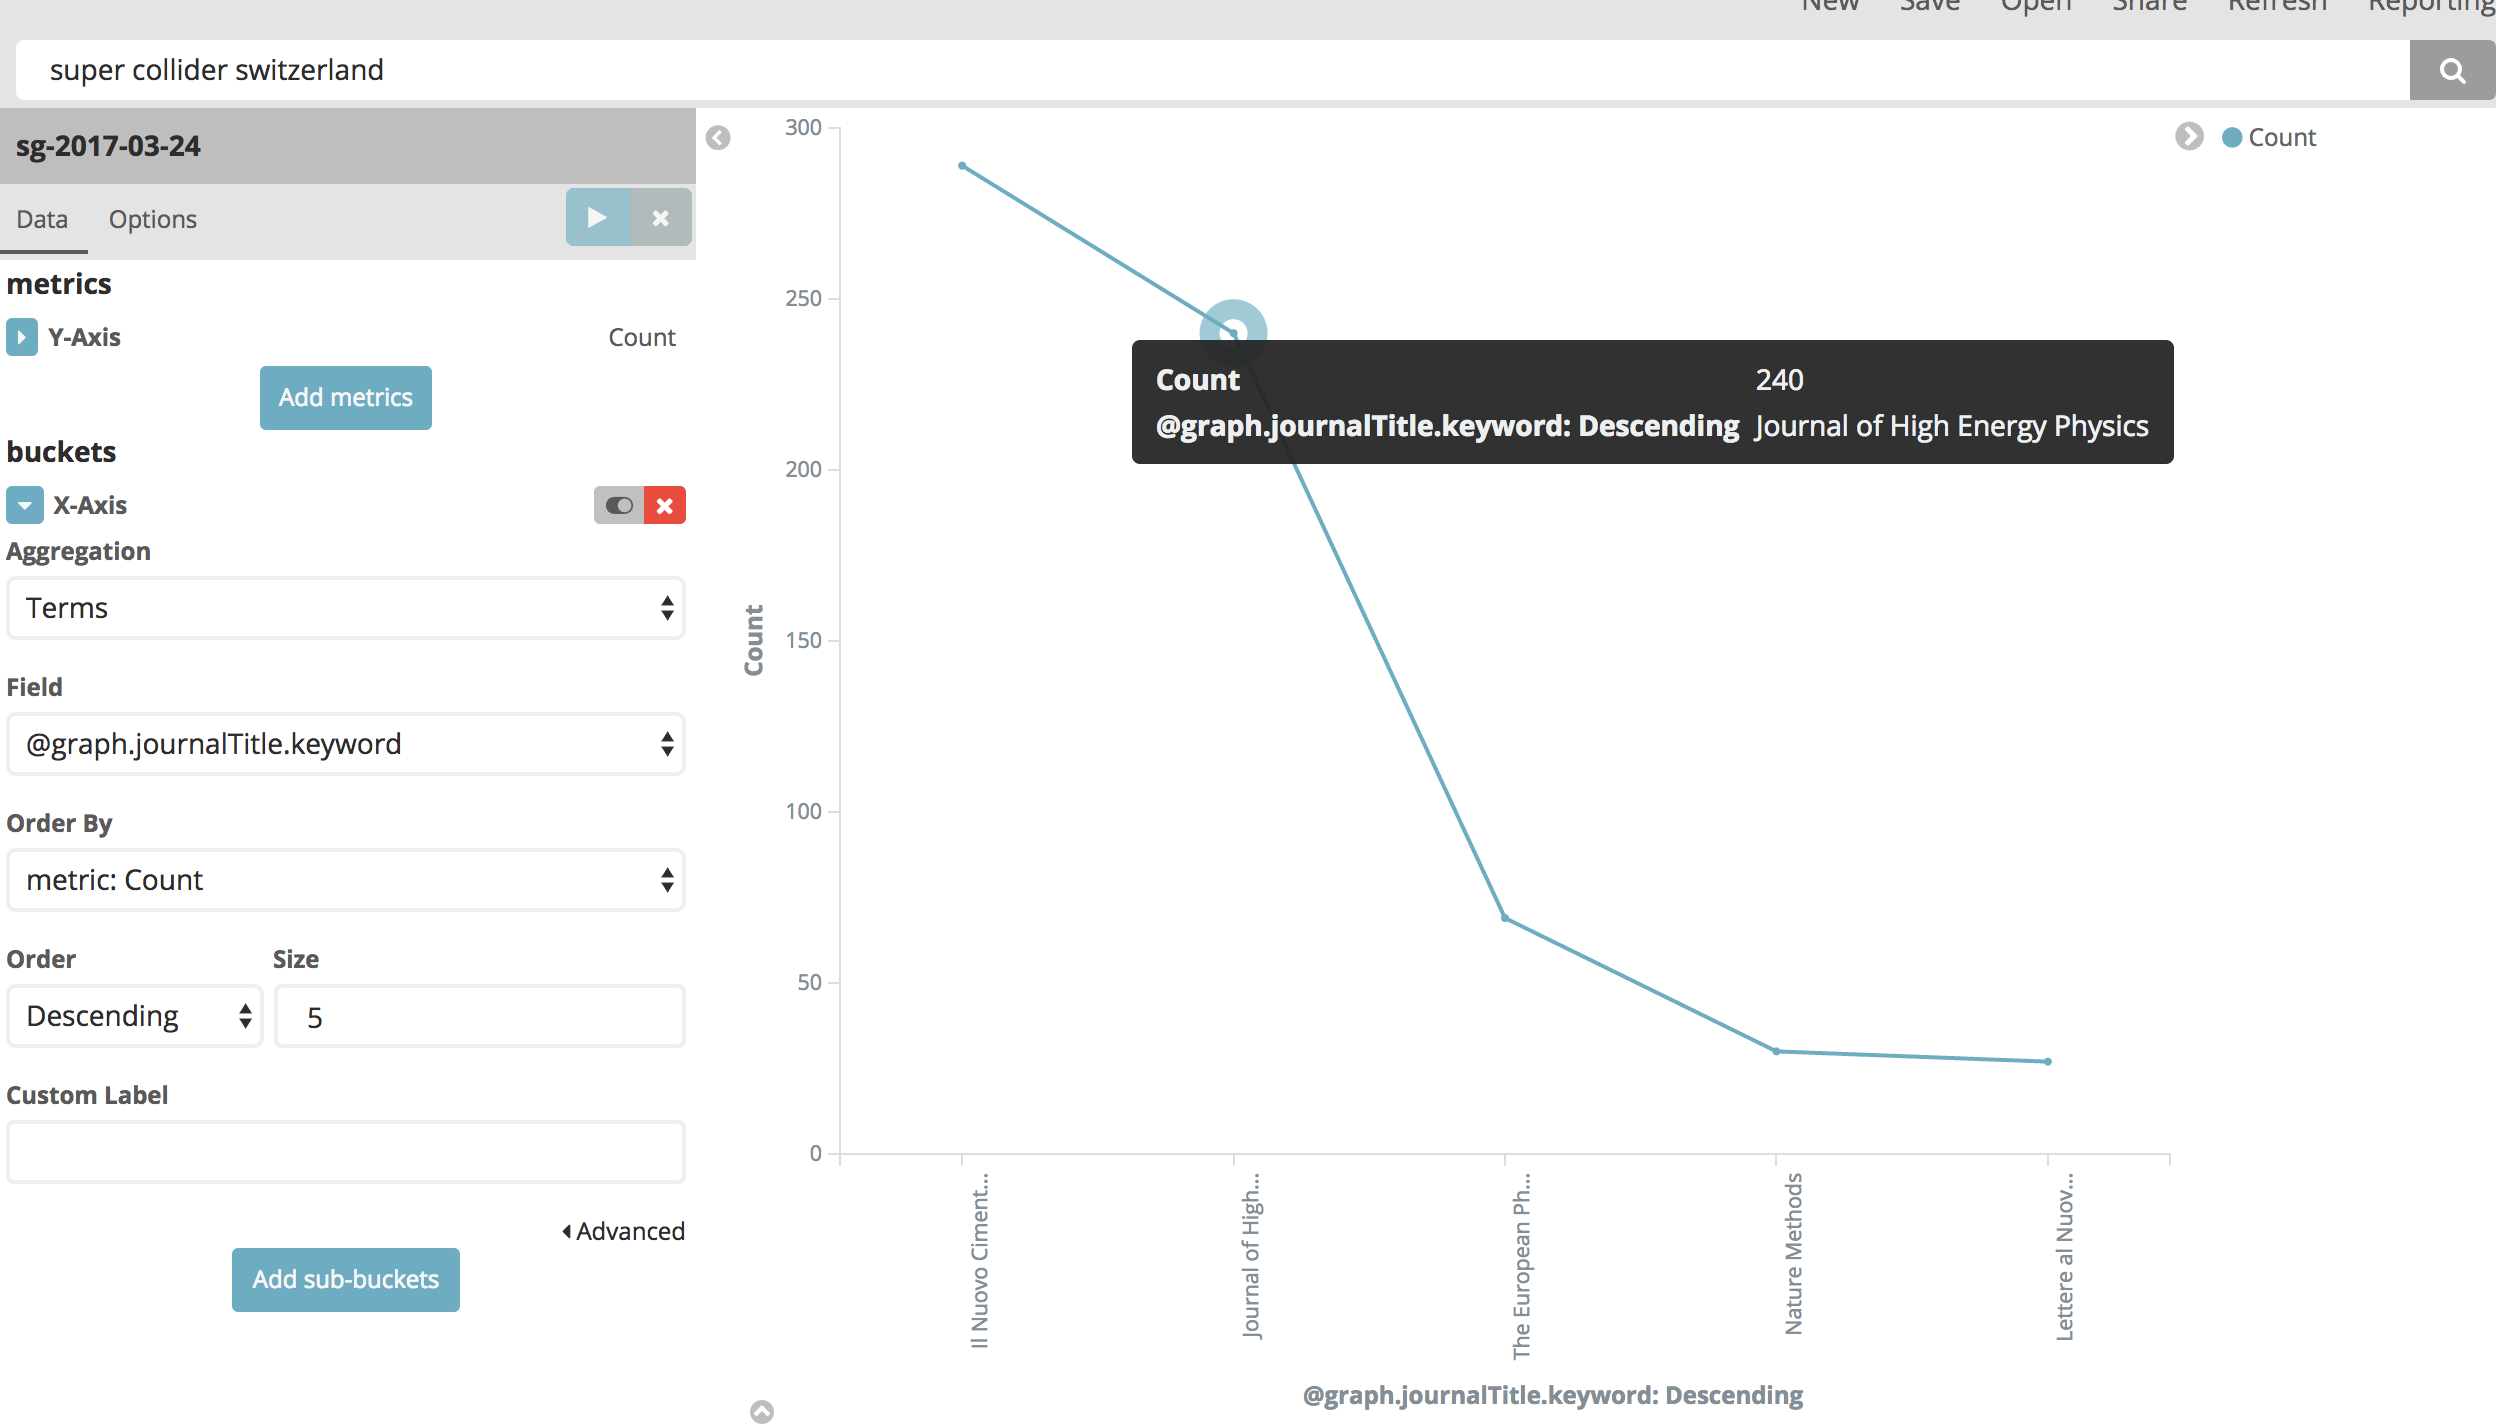 New Save Open Share Refresh Reporting
super collider switzerland
sg-2017-03-24
Data Options
metrics
Y-Axis Count
Add metrics
buckets
X-Axis
Aggregation
Terms
Field
@graph.journalTitle.keyword
Order By
metric: Count
Order Size
Descending 5
Custom Label
Advanced
Add sub-buckets
Count
300
250
200
150
100
50
0
Count
Count 240
@graph.journalTitle.keyword: Descending Journal of High Energy Physics
Il Nuovo Ciment...
Journal of High...
The European Ph...
Nature Methods
Lettere al Nuov...
@graph.journalTitle.keyword: Descending